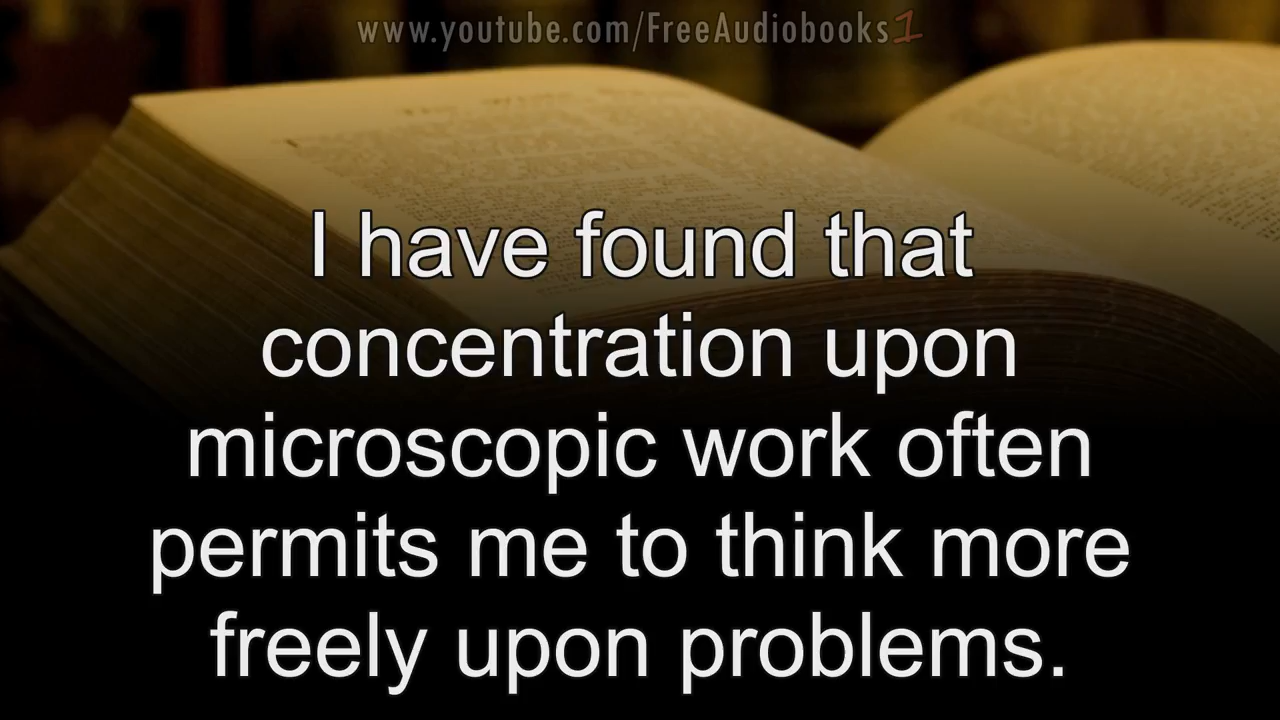 www.youtube.com/FreeAudiobooks1
I have found that
concentration upon
microscopic work often
permits me to think more
freely upon problems.